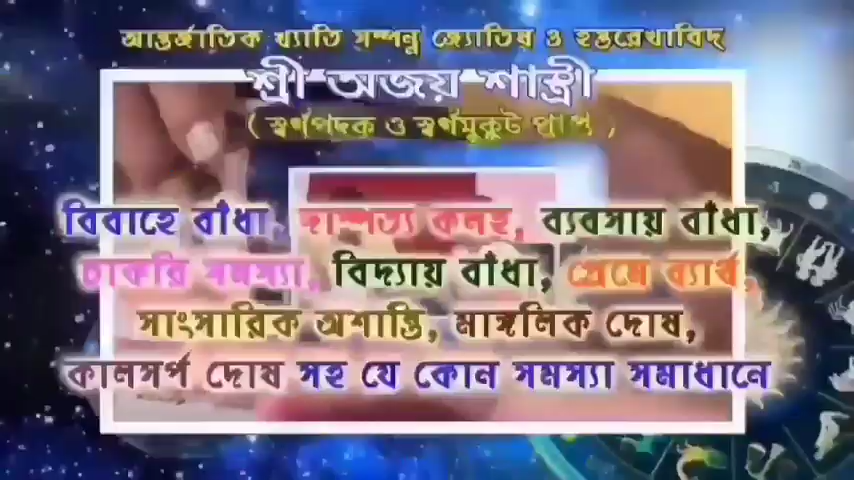 আন্তর্জাতিক খ্যাতি সম্পন্ন জ্যোতিষ ও হস্তরেখাবিদ্
শ্রী অজয় শাস্ত্রী
( স্বর্ণপদক ও স্বর্ণমুকুট প্রাপ্ত )
বিবাহে বাঁধা, দাম্পত্য কলহ, ব্যবসায় বাঁধা,
চাকরি সমস্যা, বিদ্যায় বাঁধা, প্রেমে ব্যার্থ,
সাংসারিক অশান্তি, মাঙ্গলিক দোষ,
কালসর্প দোষ সহ যে কোন সমস্যা সমাধানে